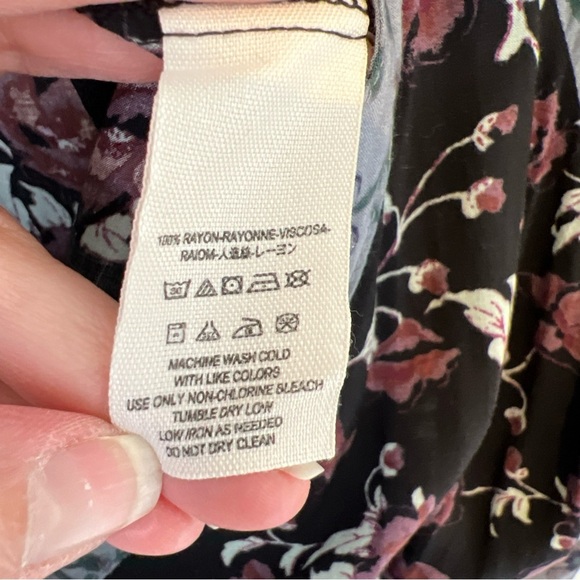 100% RAYON-RAYONNE-VISCOSA-
RAION-人造絲-レーヨン
MACHINE WASH COLD
WITH LIKE COLORS
USE ONLY NON-CHLORINE BLEACH
TUMBLE DRY LOW
LOW IRON AS NEEDED
DO NOT DRY CLEAN